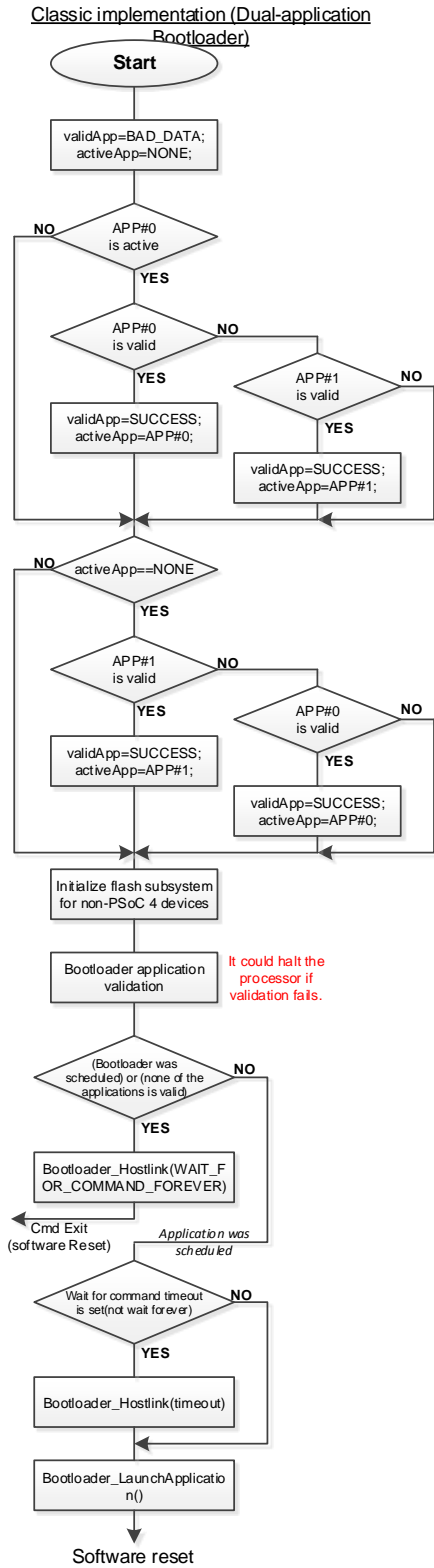 Classic implementation (Dual-application
Bootloader)
Start
validApp=BAD_DATA;
activeApp=NONE;
NO
APP#0
is active
YES
APP#0
is valid
NO
YES
APP#1
is valid
NO
YES
validApp=SUCCESS;
activeApp=APP#0;
validApp=SUCCESS;
activeApp=APP#1;
NO
activeApp==NONE
YES
APP#1
is valid
NO
YES
APP#0
is valid
NO
YES
validApp=SUCCESS;
activeApp=APP#1;
validApp=SUCCESS;
activeApp=APP#0;
Initialize flash subsystem
for non-PSoC 4 devices
Bootloader application
validation
It could halt the
processor if
validation fails.
(Bootloader was
scheduled) or (none of the
applications is valid)
NO
YES
Bootloader_Hostlink(WAIT_F
OR_COMMAND_FOREVER)
Cmd Exit
(software Reset)
Application was
scheduled
Wait for command timeout
is set(not wait forever)
NO
YES
Bootloader_Hostlink(timeout)
Bootloader_LaunchApplicatio
n()
Software reset